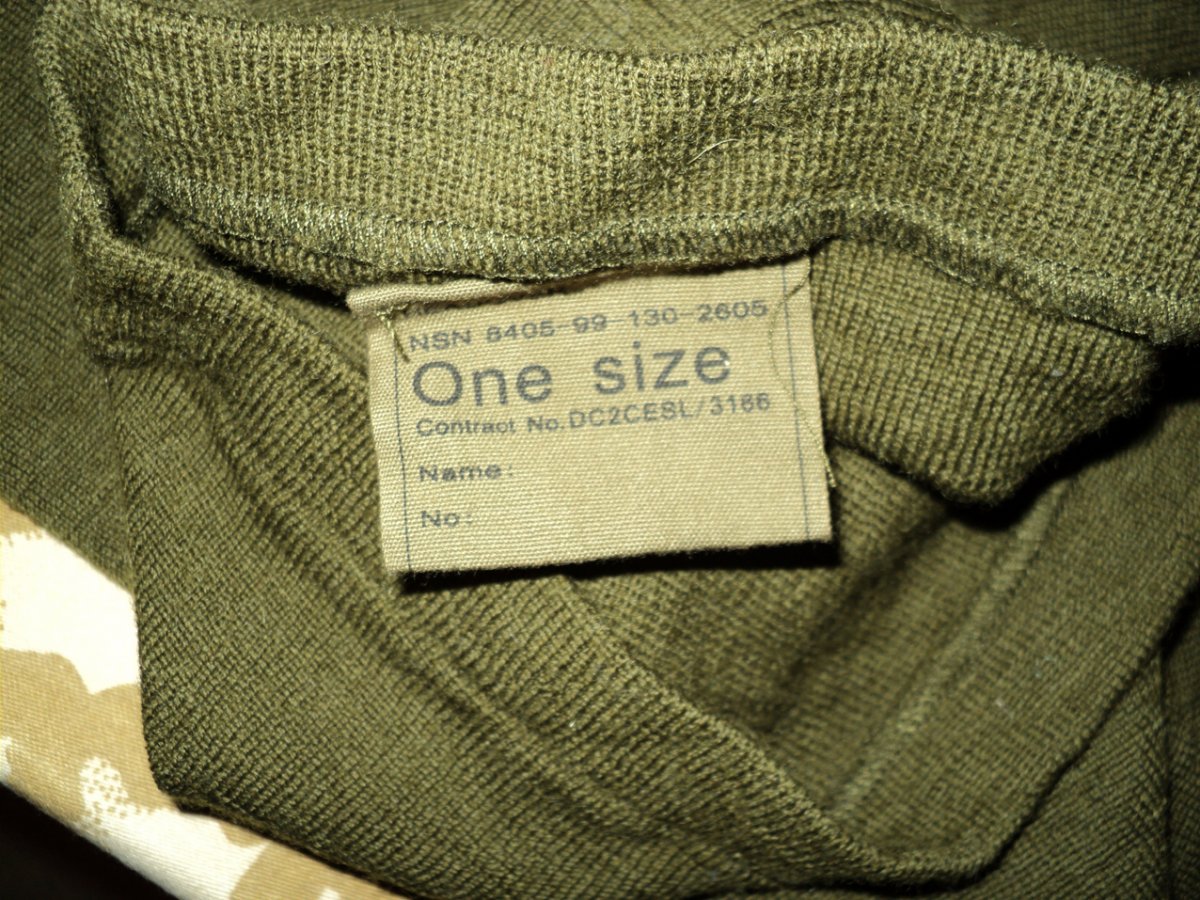 NSN 8405-99-130-2605
One size
Contract No.DC2CESL/3166
Name:
No: